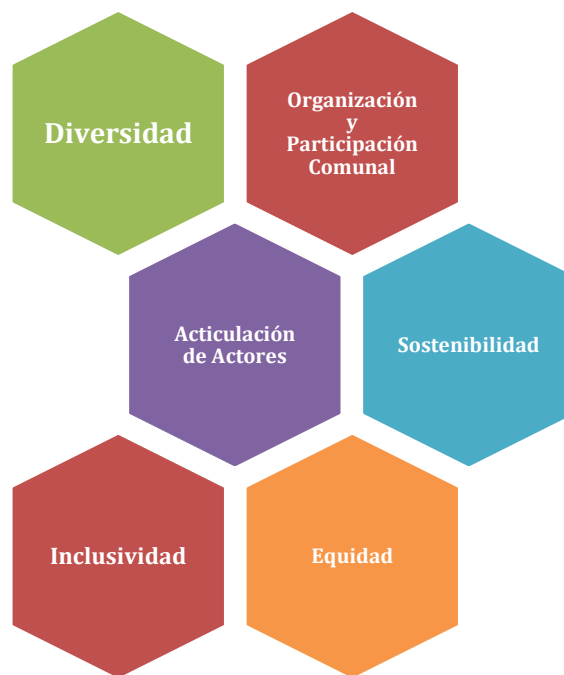 Diversidad
Organización
y
Participación
Comunal
Acticulación
de Actores
Sostenibilidad
Inclusividad
Equidad